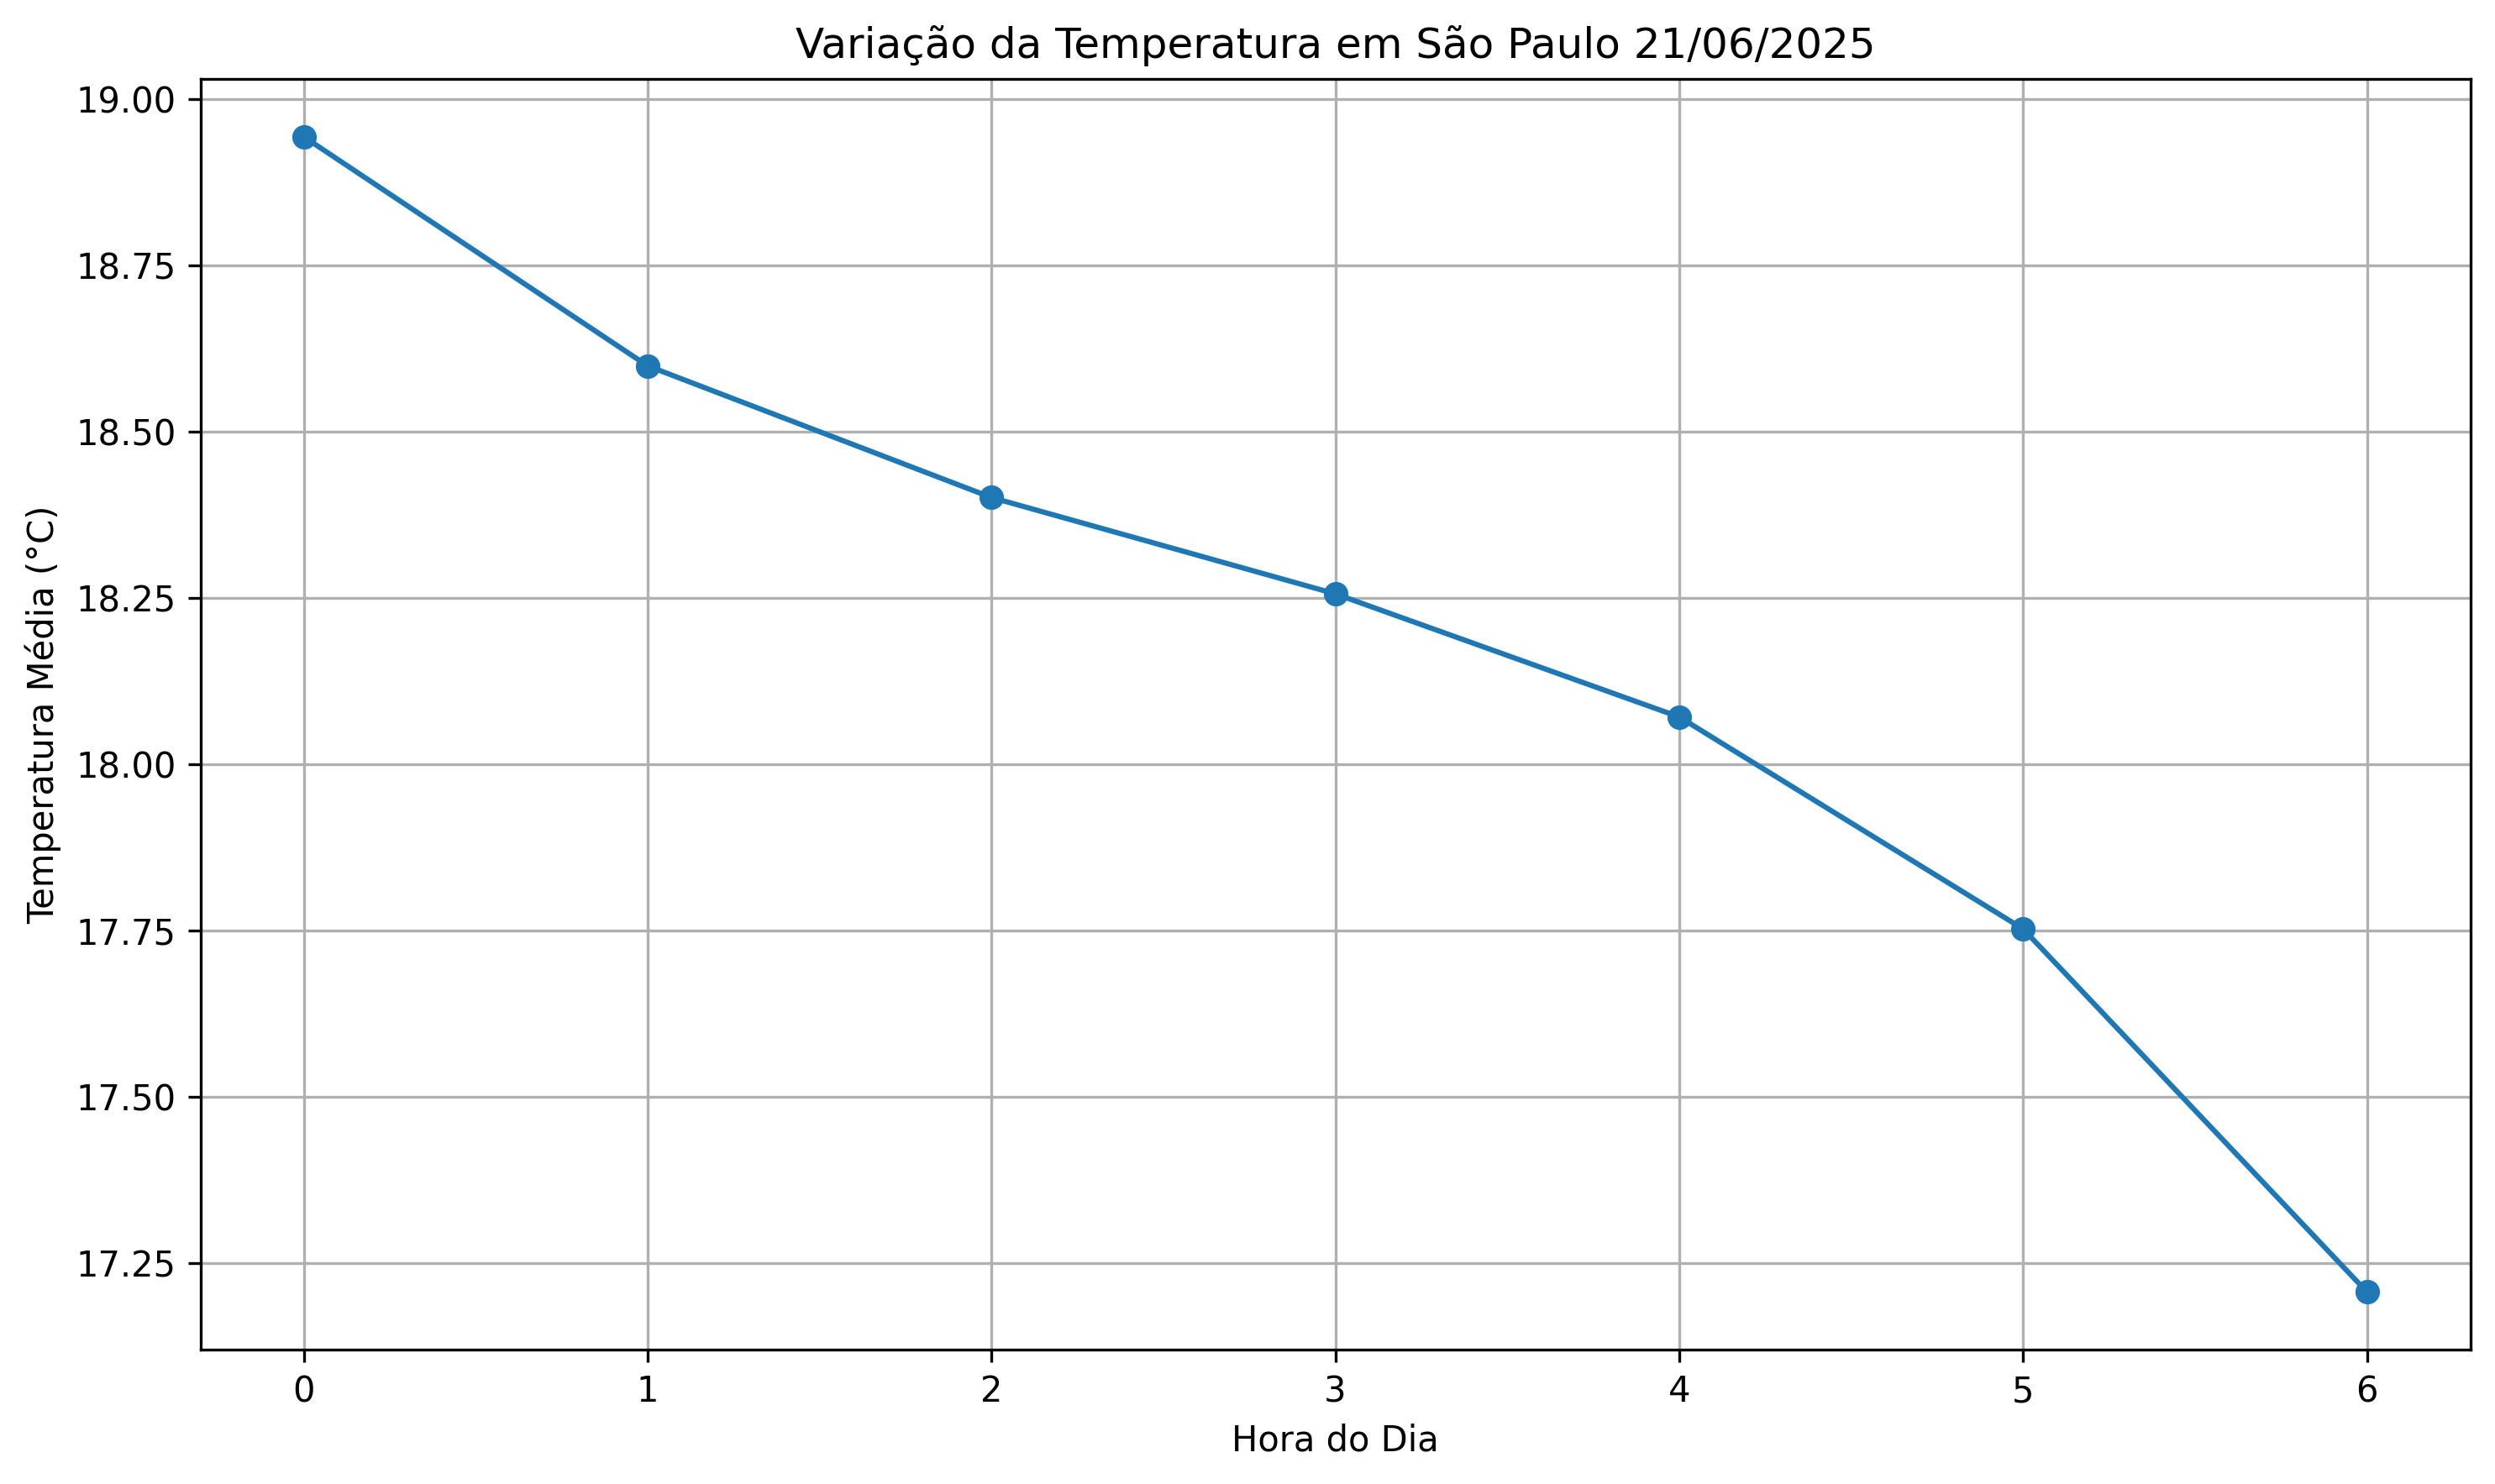 Variação da Temperatura em São Paulo 21/06/2025
Temperatura Média (°C)
19.00
18.75
18.50
18.25
18.00
17.75
17.50
17.25
0 1 2 3 4 5 6
Hora do Dia